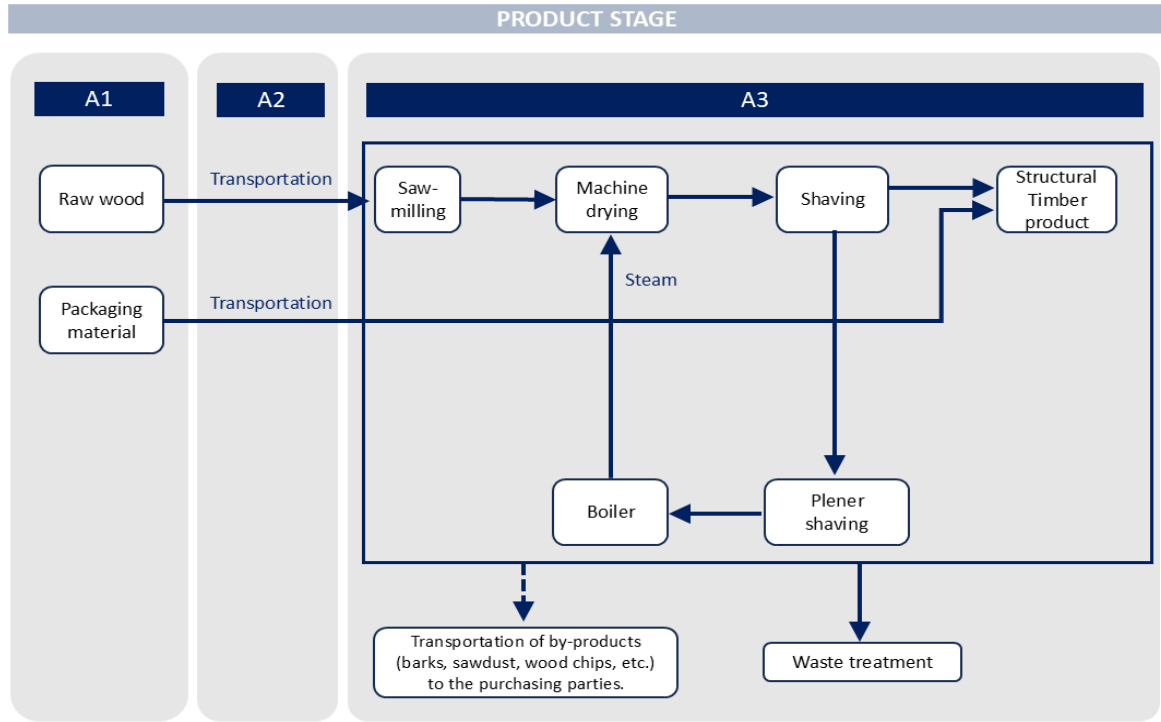 PRODUCT STAGE
A1
A2
A3
Raw wood
Transportation
Saw-
milling
Machine
drying
Shaving
Structural
Timber
product
Packaging
material
Transportation
Steam
Boiler
Plener
shaving
Transportation of by-products
(barks, sawdust, wood chips, etc.)
to the purchasing parties.
Waste treatment